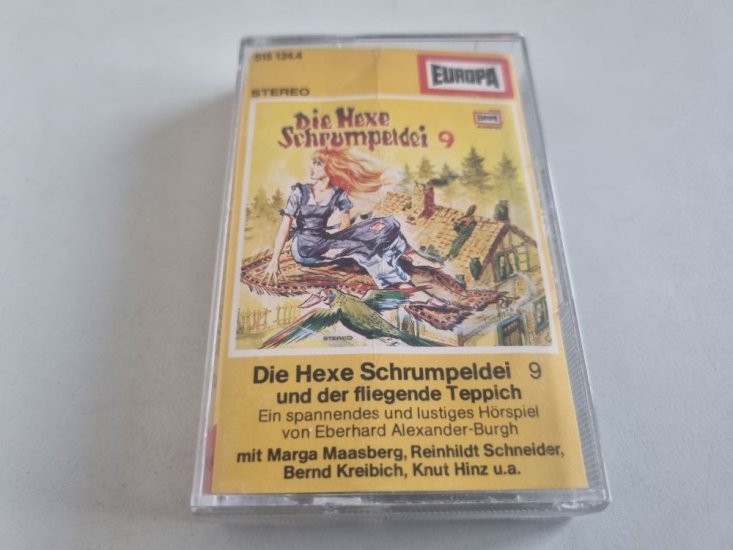 515 124.4
EUROPA
STEREO
Die Hexe
Schrumpeldei 9
EUROPA
STEREO
Die Hexe Schrumpeldei 9
und der fliegende Teppich
Ein spannendes und lustiges Hörspiel
von Eberhard Alexander-Burgh
mit Marga Maasberg, Reinhildt Schneider,
Bernd Kreibich, Knut Hinz u.a.